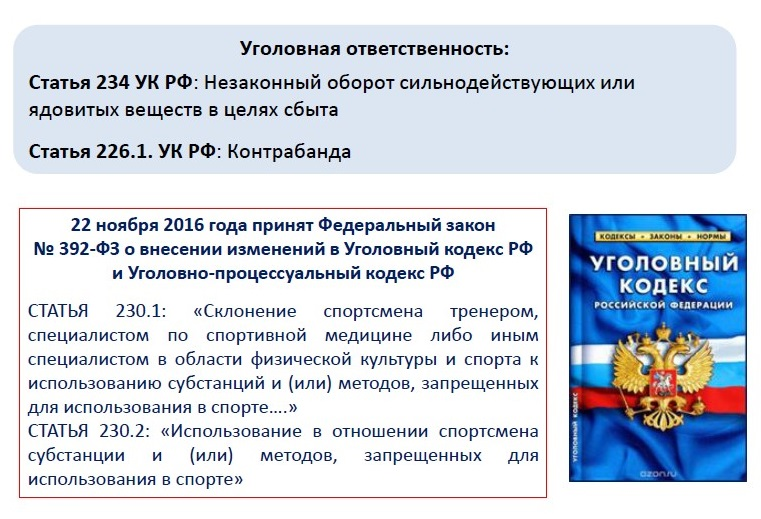 Уголовная ответственность:
Статья 234 УК РФ: Незаконный оборот сильнодействующих или
ядовитых веществ в целях сбыта
Статья 226.1. УК РФ: Контрабанда
22 ноября 2016 года принят Федеральный закон
№ 392-ФЗ о внесении изменений в Уголовный кодекс РФ
и Уголовно-процессуальный кодекс РФ
СТАТЬЯ 230.1: «Склонение спортсмена тренером,
специалистом по спортивной медицине либо иным
специалистом в области физической культуры и спорта к
использованию субстанций и (или) методов, запрещенных
для использования в спорте….»
СТАТЬЯ 230.2: «Использование в отношении спортсмена
субстанции и (или) методов, запрещенных для
использования в спорте»
КОДЕКСЫ • ЗАКОНЫ • НОРМЫ
УГОЛОВНЫЙ
КОДЕКС
РОССИЙСКОЙ ФЕДЕРАЦИИ
УГОЛОВНЫЙ КОДЕКС
ozon.ru